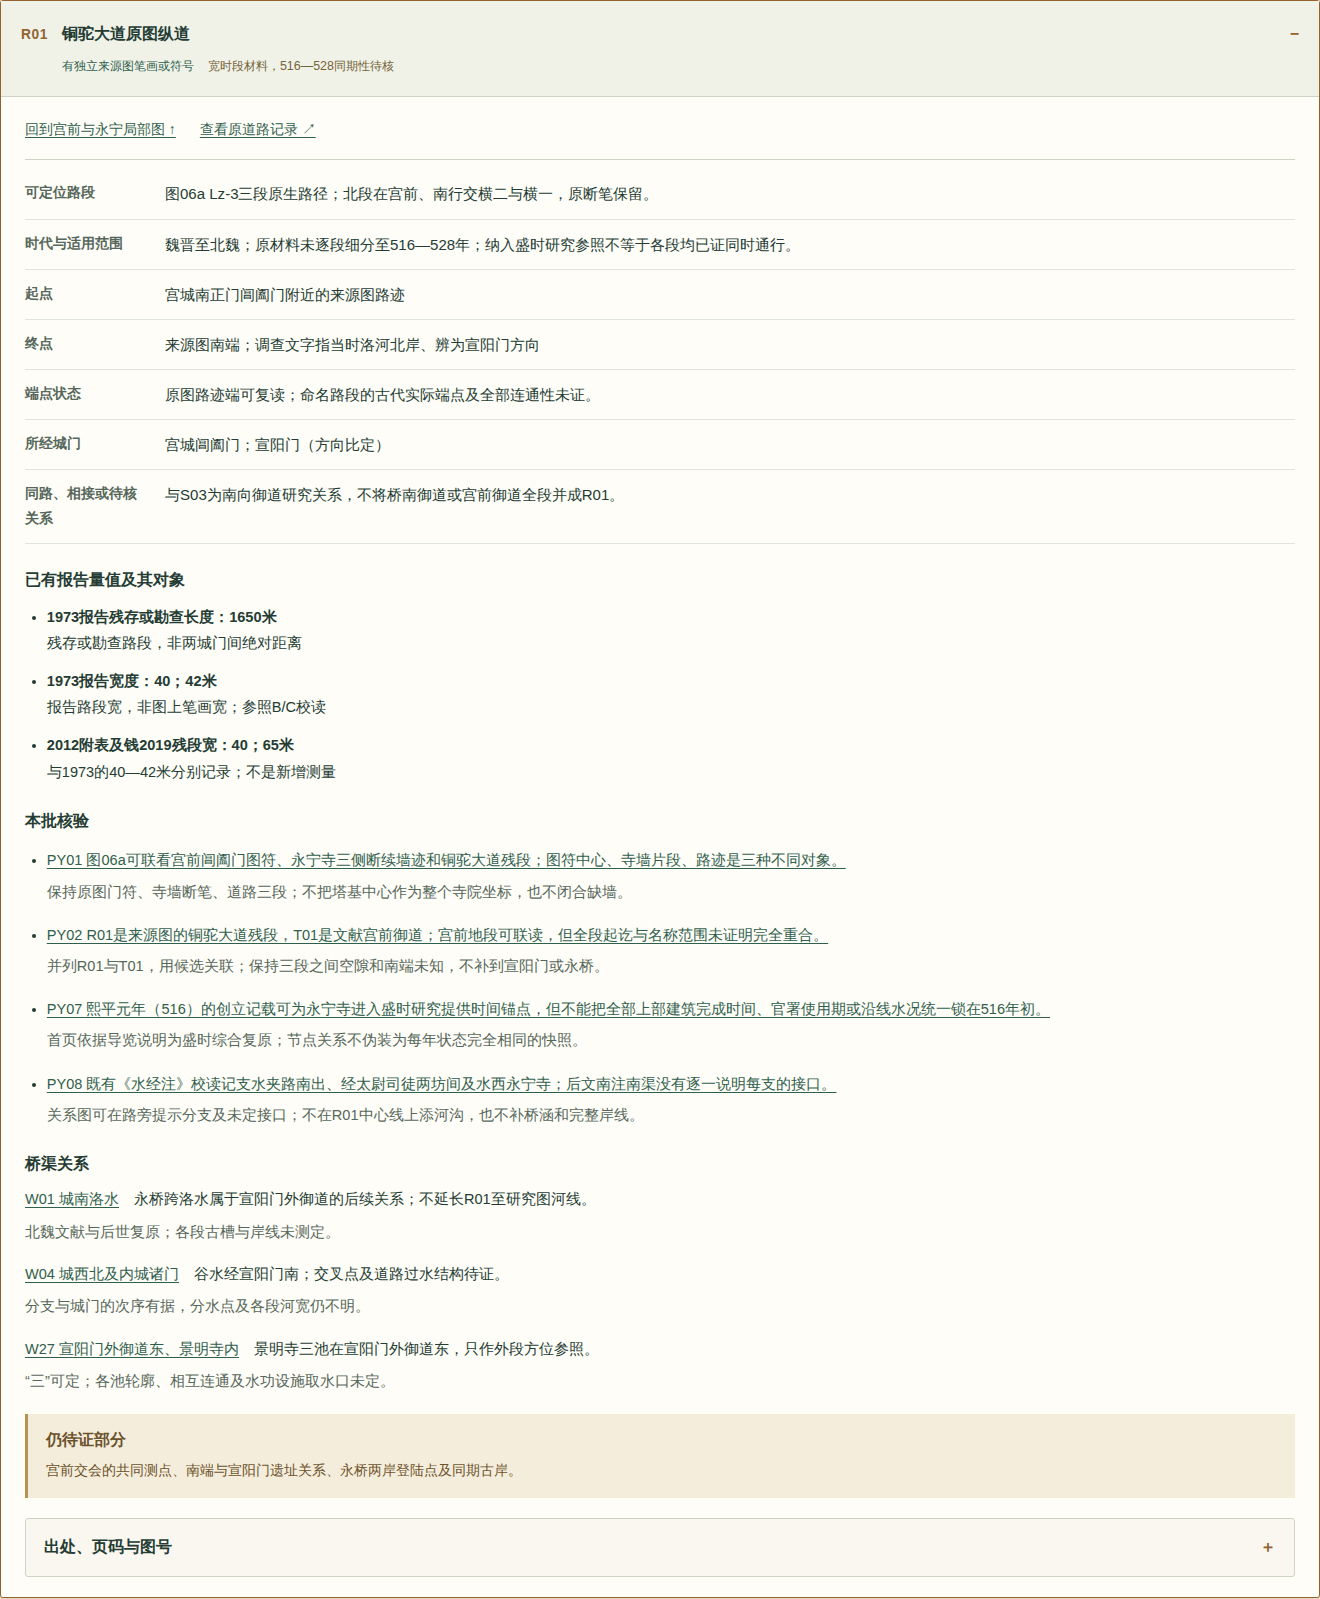 R01 铜驼大道原图纵道 −
有独立来源图笔画或符号 宽时段材料，516—528同期性待核
回到宫前与永宁局部图 ↑ 查看原道路记录 ↗
可定位路段 图06a Lz-3三段原生路径；北段在宫前、南行交横二与横一，原断笔保留。
时代与适用范围 魏晋至北魏；原材料未逐段细分至516—528年；纳入盛时研究参照不等于各段均已证同时通行。
起点 宫城南正门阊阖门附近的来源图路迹
终点 来源图南端；调查文字指当时洛河北岸、辨为宣阳门方向
端点状态 原图路迹端可复读；命名路段的古代实际端点及全部连通性未证。
所经城门 宫城阊阖门；宣阳门（方向比定）
同路、相接或待核 与S03为南向御道研究关系，不将桥南御道或宫前御道全段并成R01。
关系
已有报告量值及其对象
• 1973报告残存或勘查长度：1650米
残存或勘查路段，非两城门间绝对距离
• 1973报告宽度：40；42米
报告路段宽，非图上笔画宽；参照B/C校读
• 2012附表及钱2019残段宽：40；65米
与1973的40—42米分别记录；不是新增测量
本批核验
• PY01 图06a可联看宫前阊阖门图符、永宁寺三侧断续墙迹和铜驼大道残段；图符中心、寺墙片段、路迹是三种不同对象。
保持原图门符、寺墙断笔、道路三段；不把塔基中心作为整个寺院坐标，也不闭合缺墙。
• PY02 R01是来源图的铜驼大道残段，T01是文献宫前御道；宫前地段可联读，但全段起讫与名称范围未证明完全重合。
并列R01与T01，用候选关联；保持三段之间空隙和南端未知，不补到宣阳门或永桥。
• PY07 熙平元年（516）的创立记载可为永宁寺进入盛时研究提供时间锚点，但不能把全部上部建筑完成时间、官署使用期或沿线水况统一锁在516年初。
首页依据导览说明为盛时综合复原；节点关系不伪装为每年状态完全相同的快照。
• PY08 既有《水经注》校读记支水夹路南出、经太尉司徒两坊间及水西永宁寺；后文南注南渠没有逐一说明每支的接口。
关系图可在路旁提示分支及未定接口；不在R01中心线上添河沟，也不补桥涵和完整岸线。
桥渠关系
W01 城南洛水 永桥跨洛水属于宣阳门外御道的后续关系；不延长R01至研究图河线。
北魏文献与后世复原；各段古槽与岸线未测定。
W04 城西北及内城诸门 谷水经宣阳门南；交叉点及道路过水结构待证。
分支与城门的次序有据，分水点及各段河宽仍不明。
W27 宣阳门外御道东、景明寺内 景明寺三池在宣阳门外御道东，只作外段方位参照。
“三”可定；各池轮廓、相互连通及水功设施取水口未定。
仍待证部分
宫前交会的共同测点、南端与宣阳门遗址关系、永桥两岸登陆点及同期古岸。
出处、页码与图号 +